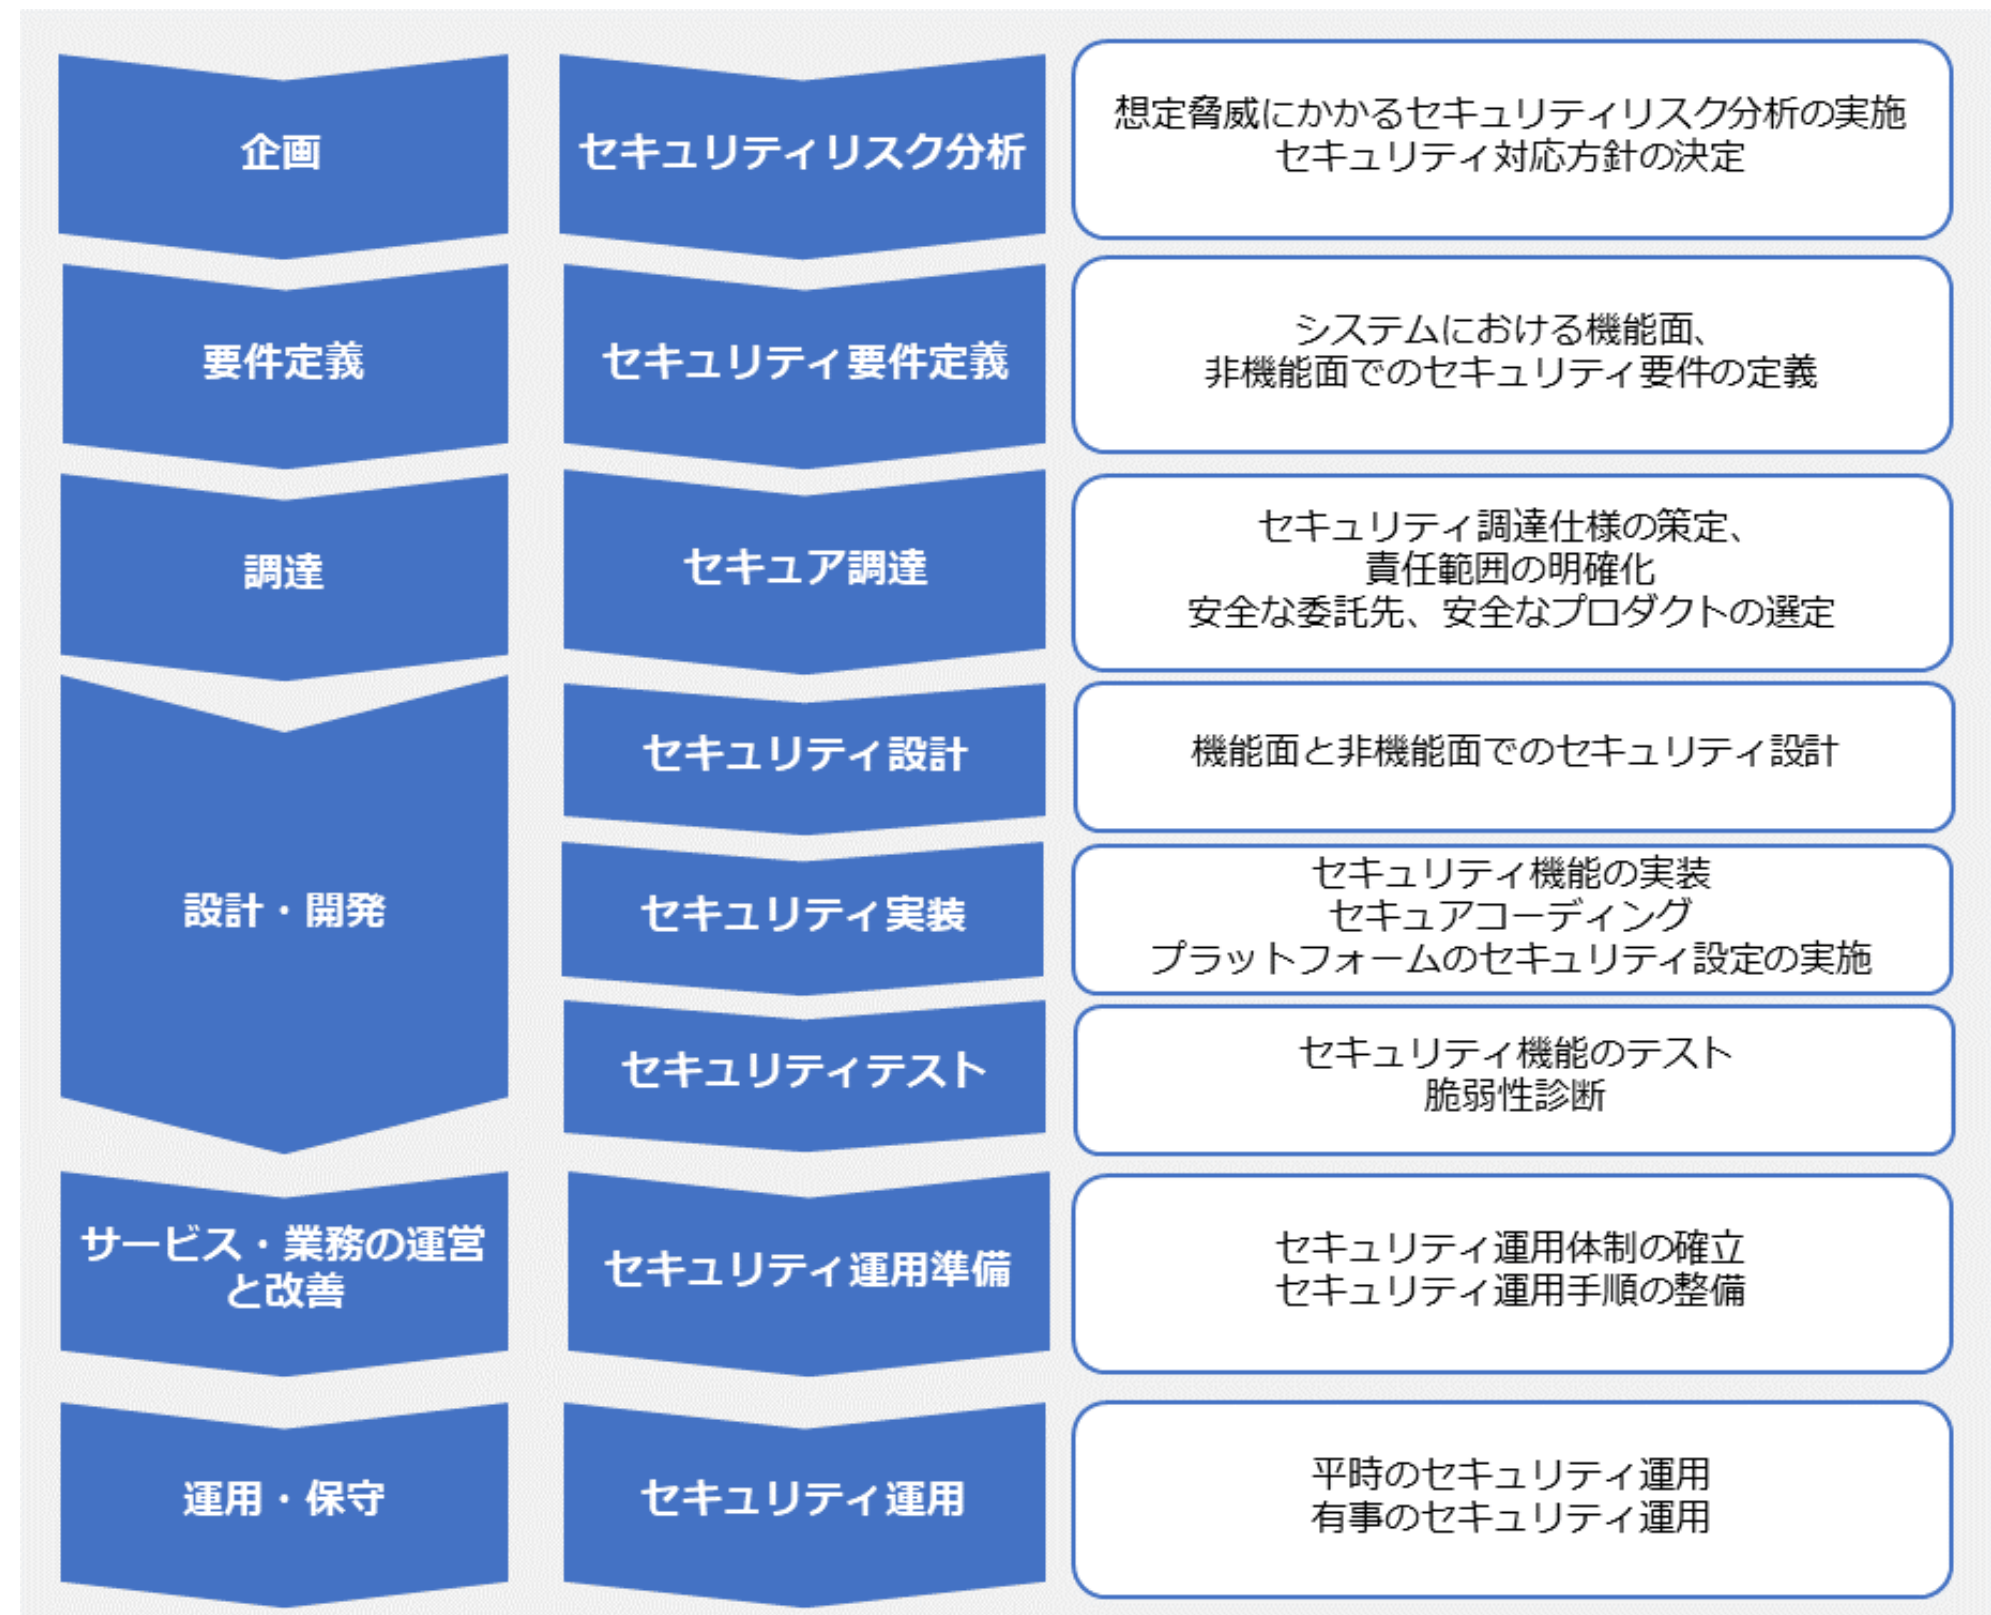 企画
セキュリティリスク分析
想定脅威にかかるセキュリティリスク分析の実施
セキュリティ対応方針の決定
要件定義
セキュリティ要件定義
システムにおける機能面、
非機能面でのセキュリティ要件の定義
調達
セキュア調達
セキュリティ調達仕様の策定、
責任範囲の明確化
安全な委託先、安全なプロダクトの選定
設計・開発
セキュリティ設計
機能面と非機能面でのセキュリティ設計
セキュリティ実装
セキュリティ機能の実装
セキュアコーディング
プラットフォームのセキュリティ設定の実施
セキュリティテスト
セキュリティ機能のテスト
脆弱性診断
サービス・業務の運営
と改善
セキュリティ運用準備
セキュリティ運用体制の確立
セキュリティ運用手順の整備
運用・保守
セキュリティ運用
平時のセキュリティ運用
有事のセキュリティ運用